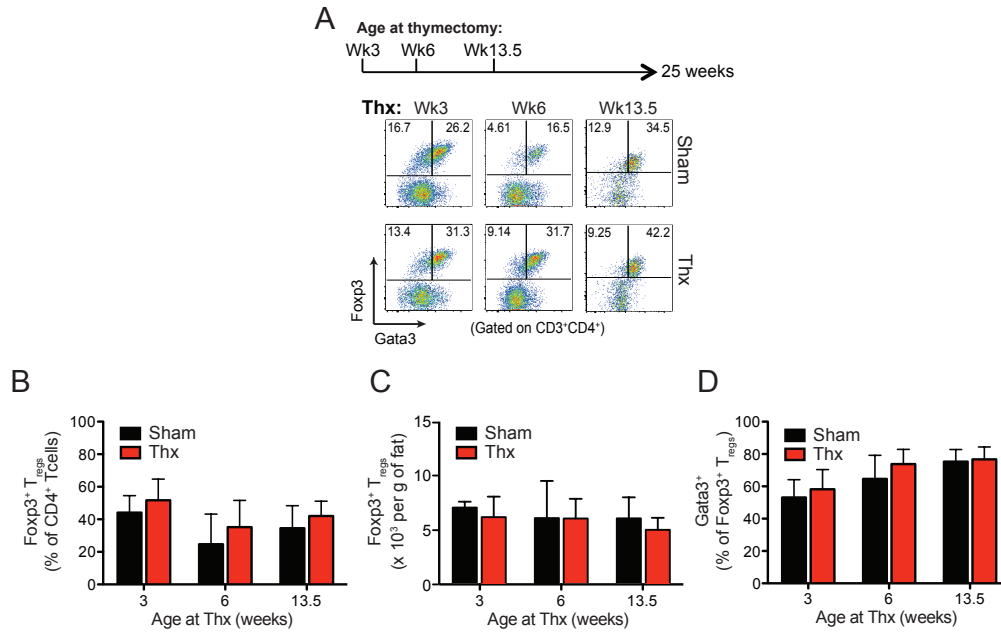 A
Age at thymectomy:
Wk3 Wk6 Wk13.5
25 weeks
Thx: Wk3 Wk6 Wk13.5
16.7 26.2 4.61 16.5 12.9 34.5
Sham
13.4 31.3 9.14 31.7 9.25 42.2
Thx
Foxp3
Gata3
(Gated on CD3⁺CD4⁺)
B
Foxp3⁺ Tregs
(% of CD4⁺ Tcells)
100
80
60
40
20
0
Sham
Thx
3 6 13.5
Age at Thx (weeks)
C
Foxp3⁺ Tregs
(x 10³ per g of fat)
15
10
5
0
Sham
Thx
3 6 13.5
Age at Thx (weeks)
D
Gata3⁺
(% of Foxp3⁺ Tregs)
100
80
60
40
20
0
Sham
Thx
3 6 13.5
Age at Thx (weeks)